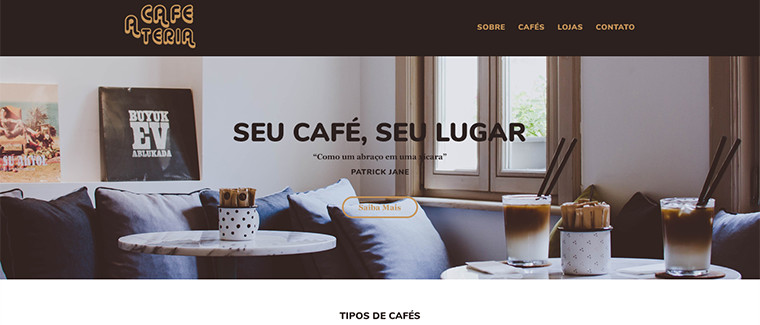 CAFE
A TERIA
SOBRE CAFÉS LOJAS CONTATO
BUYUK
EV
ABLUKADA
SEU CAFÉ, SEU LUGAR
“Como um abraço em uma xícara”
PATRICK JANE
Saiba Mais
TIPOS DE CAFÉS